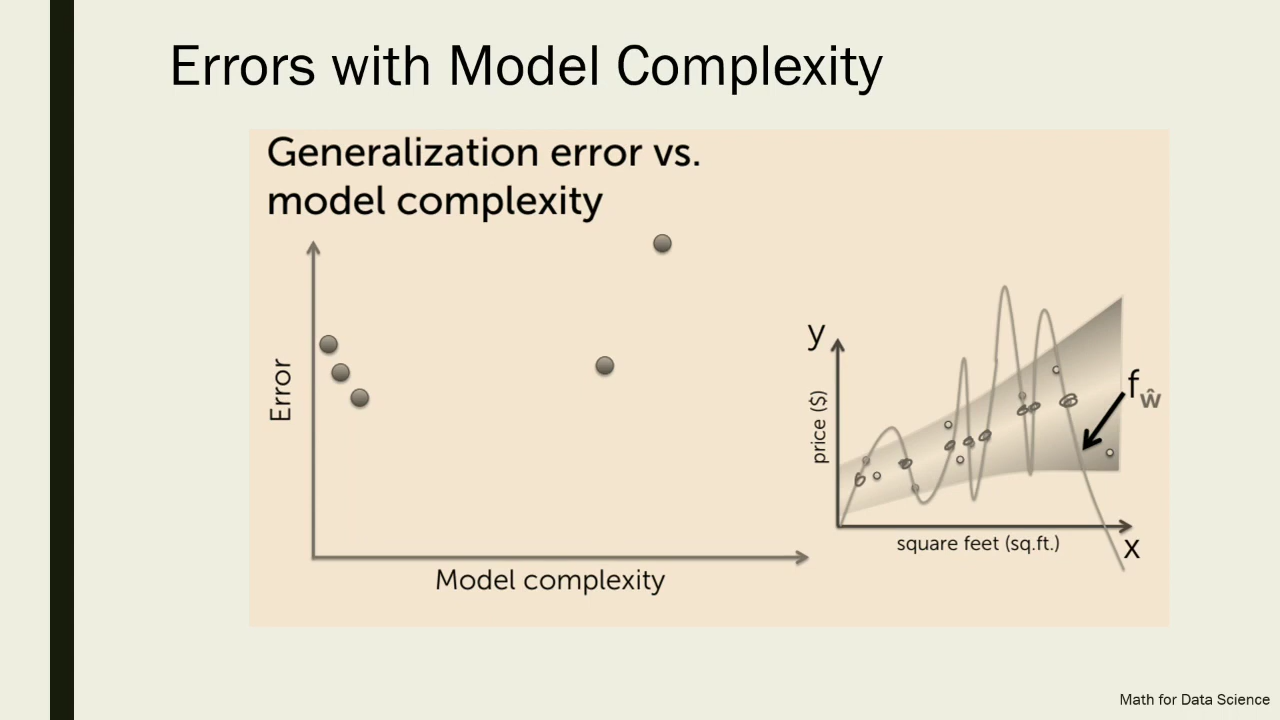 Errors with Model Complexity
Generalization error vs.
model complexity
Error
Model complexity
y
price ($)
square feet (sq.ft.)
x
fŵ
Math for Data Science